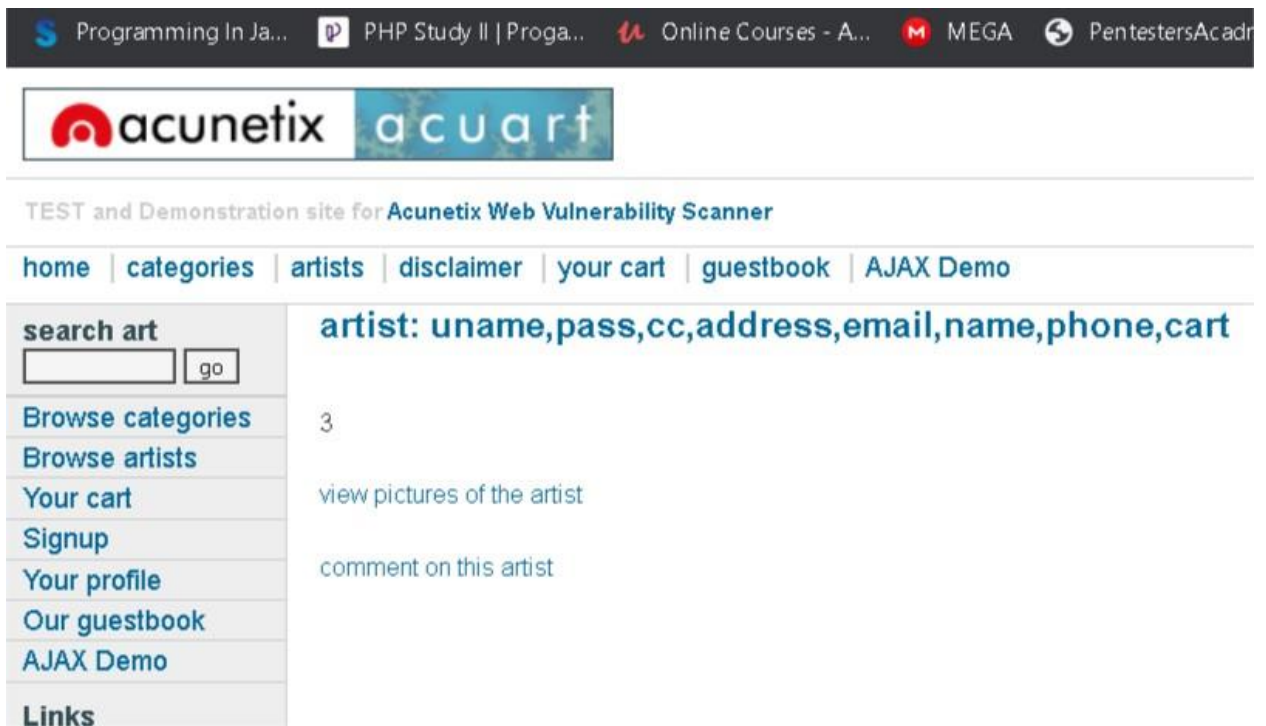 Programming In Ja... PHP Study II | Proga... Online Courses - A... MEGA PentestersAcadr
acunetix acuart
TEST and Demonstration site for Acunetix Web Vulnerability Scanner
home | categories | artists | disclaimer | your cart | guestbook | AJAX Demo
search art
go
Browse categories
Browse artists
Your cart
Signup
Your profile
Our guestbook
AJAX Demo
Links
artist: uname,pass,cc,address,email,name,phone,cart
3
view pictures of the artist
comment on this artist